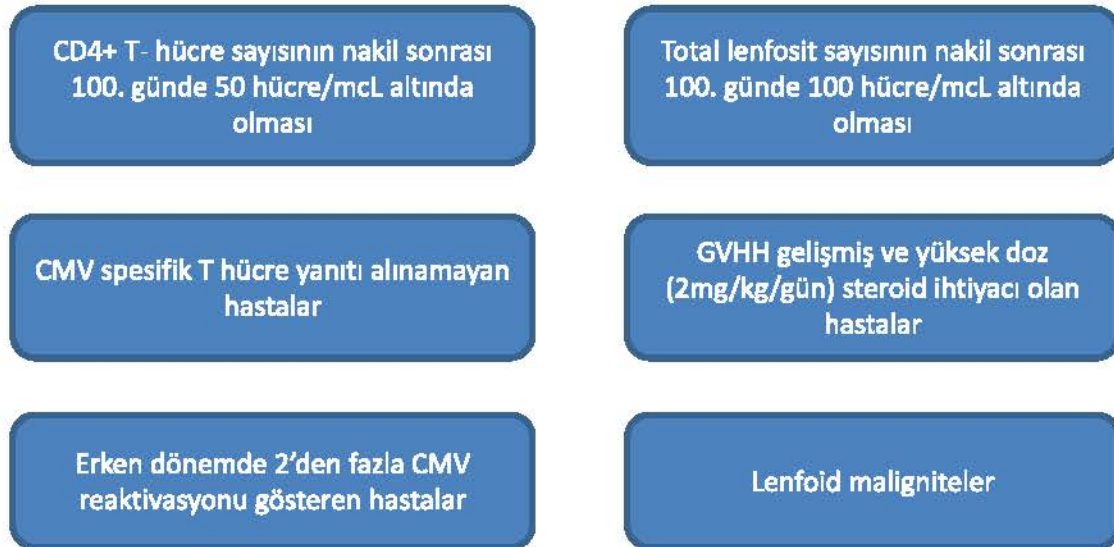 CD4+ T- hücre sayısının nakil sonrası
100. günde 50 hücre/mcL altında
olması
Total lenfosit sayısının nakil sonrası
100. günde 100 hücre/mcL altında
olması
CMV spesifik T hücre yanıtı alınamayan
hastalar
GVHH gelişmiş ve yüksek doz
(2mg/kg/gün) steroid ihtiyacı olan
hastalar
Erken dönemde 2'den fazla CMV
reaktivasyonu gösteren hastalar
Lenfoid maligniteler